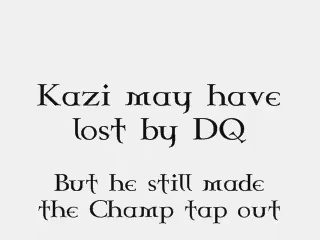 Kazi may have
lost by DQ
But he still made
the Champ tap out